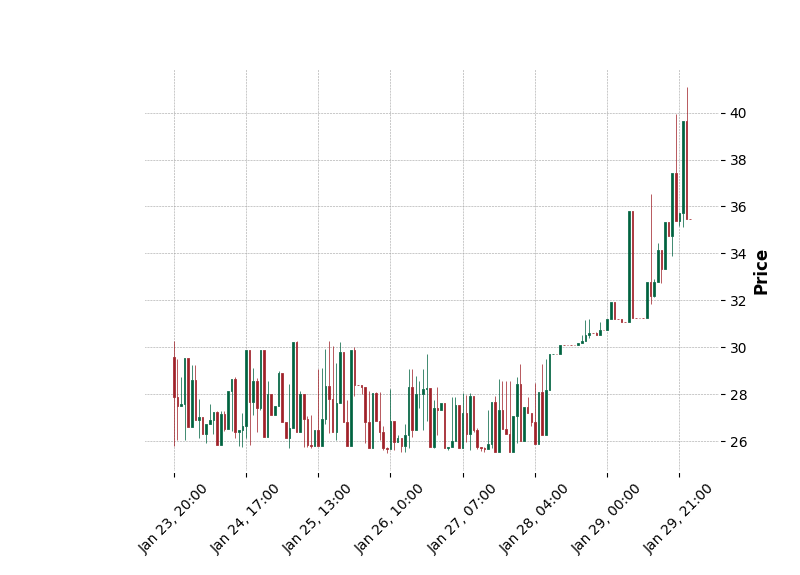 40
38
36
34
32
30
28
26
Price
Jan 23, 20:00
Jan 24, 17:00
Jan 25, 13:00
Jan 26, 10:00
Jan 27, 07:00
Jan 28, 04:00
Jan 29, 00:00
Jan 29, 21:00